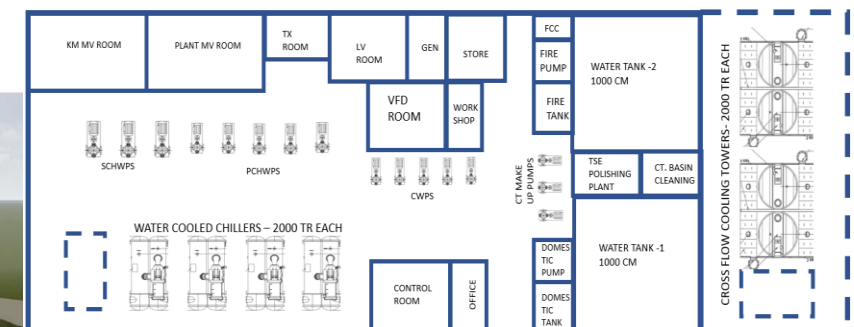 KM MV ROOM
PLANT MV ROOM
TX
ROOM
LV
ROOM
GEN
STORE
FCC
FIRE
PUMP
FIRE
TANK
WATER TANK -2
1000 CM
VFD
ROOM
WORK
SHOP
SCHWPS
PCHWPS
CWPS
CT MAKE
UP PUMPS
TSE
POLISHING
PLANT
CT. BASIN
CLEANING
CROSS FLOW COOLING TOWERS- 2000 TR EACH
WATER COOLED CHILLERS – 2000 TR EACH
CONTROL
ROOM
OFFICE
DOMES
TIC
PUMP
DOMES
TIC
TANK
WATER TANK -1
1000 CM